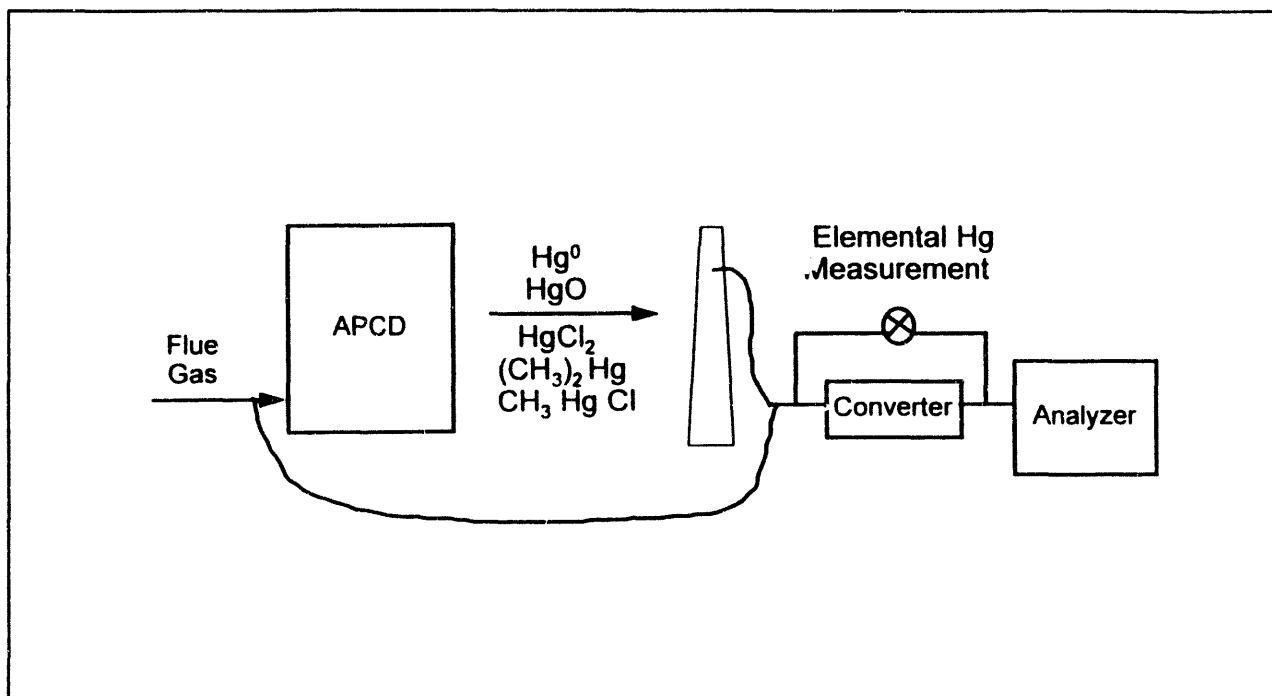 Flue
Gas
APCD
Hg⁰
HgO
HgCl₂
(CH₃)₂ Hg
CH₃ Hg Cl
Elemental Hg
Measurement
Converter
Analyzer